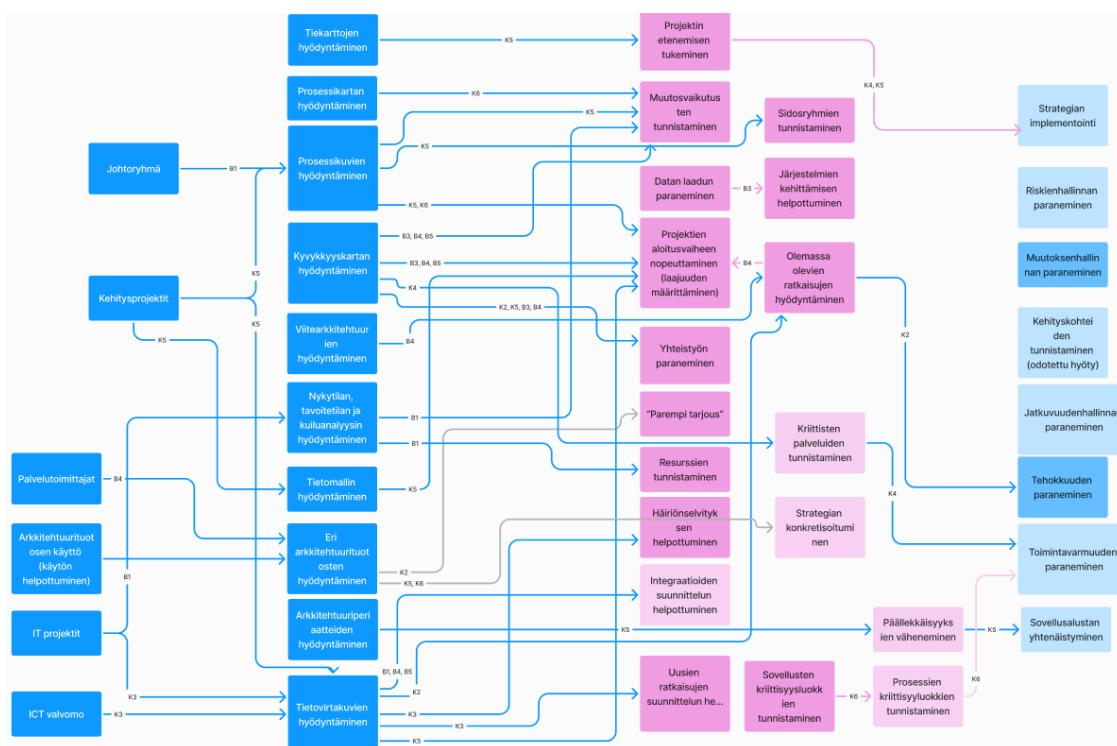 Tiekarttojen
hyödyntäminen
K5
Projektin
etenemisen
tukeminen
K4, K5
Prosessikartan
hyödyntäminen
K6
Muutosvaikutus
ten
tunnistaminen
Strategian
implementointi
K5
Sidosryhmien
tunnistaminen
Johtoryhmä
B1
Prosessikuvien
hyödyntäminen
K5
Datan laadun
paraneminen
B3
Järjestelmien
kehittämisen
helpottuminen
Riskienhallinnan
paraneminen
K5, K6
Kyvykkyyskartan
hyödyntäminen
B3, B4, B5
B3, B4, B5
K4
K2, K5, B3, B4
Projektien
aloitusvaiheen
nopeuttaminen
(laajuuden
määrittäminen)
B4
Olemassa
olevien
ratkaisujen
hyödyntäminen
Muutoksenhallin
nan paraneminen
K5
Kehitysprojektit
K5
K5
Viitearkkitehtuur
ien
hyödyntäminen
B4
Yhteistyön
paraneminen
K2
Kehityskohtei
den
tunnistaminen
(odotettu hyöty)
Nykytilan,
tavoitetilan ja
kuiluanalyysin
hyödyntäminen
B1
B1
"Parempi tarjous"
Kriittisten
palveluiden
tunnistaminen
Jatkuvuudenhallinnan
paraneminen
Palvelutoimittajat
B4
Tietomallin
hyödyntäminen
K5
Resurssien
tunnistaminen
K4
Tehokkuuden
paraneminen
Arkkitehtuurituot
osen käyttö
(käytön
helpottuminen)
Eri
arkkitehtuurituot
osten
hyödyntäminen
K2
K5, K6
Häiriönselvityk
sen
helpottuminen
Strategian
konkretisoitumi
nen
Toimintavarmuuden
paraneminen
B1
Integraatioiden
suunnittelun
helpottuminen
IT projektit
Arkkitehtuuriperi
aatteiden
hyödyntäminen
K5
Päällekkäisyyks
ien väheneminen
K5
Sovellusalustan
yhtenäistyminen
K3
B1, B4, B5
K2
ICT valvomo
K3
Tietovirtakuvien
hyödyntäminen
K3
K3
K5
Uusien
ratkaisujen
suunnittelun he...
Sovellusten
kriittisyysluokk
ien
tunnistaminen
K6
Prosessien
kriittisyyluokkien
tunnistaminen
K6